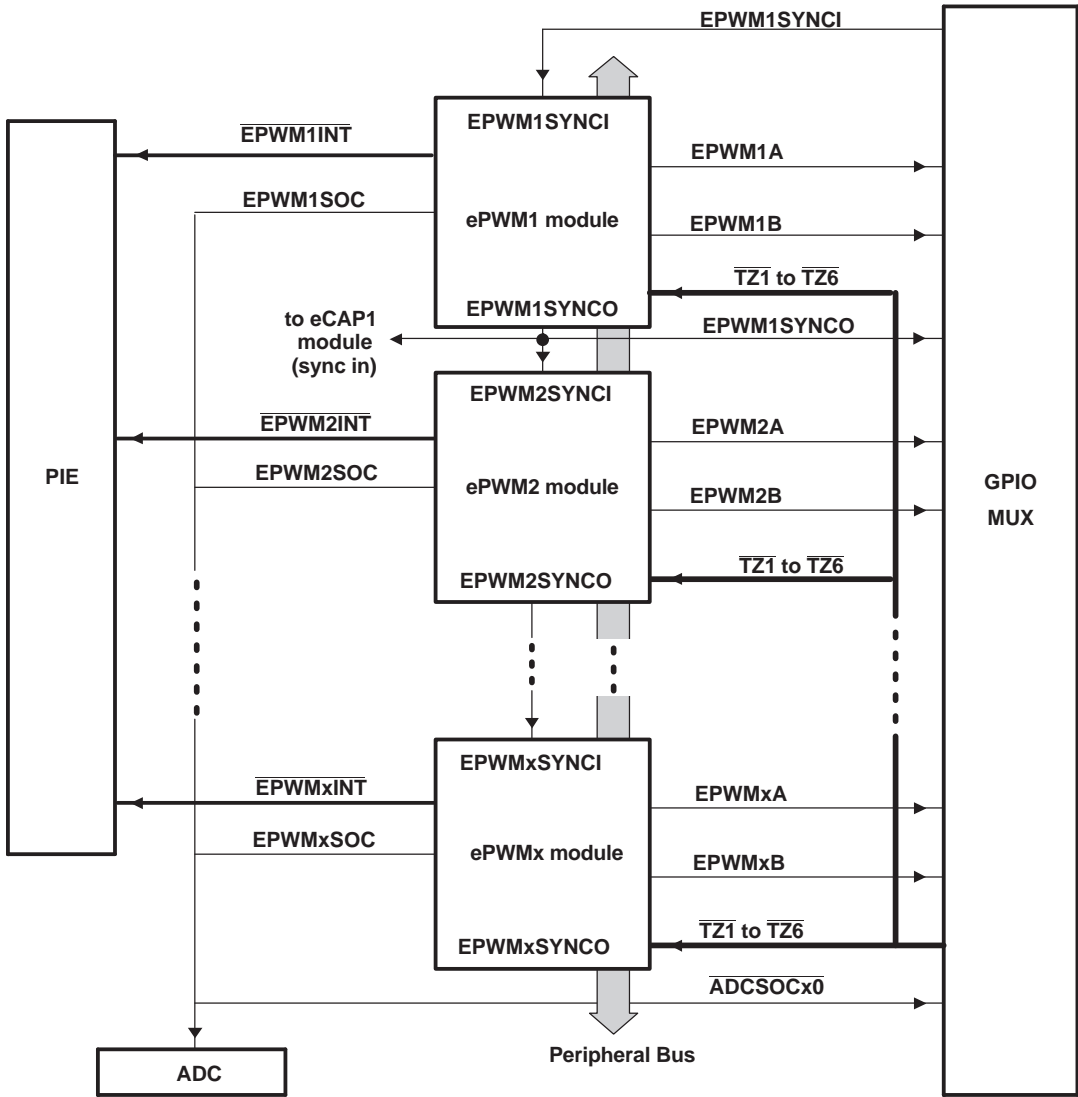 EPWM1SYNCI
EPWM1SYNCI
EPWM1INT
EPWM1A
EPWM1SOC
ePWM1 module
EPWM1B
TZ1 to TZ6
EPWM1SYNCO
to eCAP1
module
(sync in)
EPWM1SYNCO
EPWM2SYNCI
EPWM2INT
EPWM2A
PIE
EPWM2SOC
ePWM2 module
EPWM2B
GPIO
MUX
TZ1 to TZ6
EPWM2SYNCO
EPWMxSYNCI
EPWMxINT
EPWMxA
EPWMxSOC
ePWMx module
EPWMxB
TZ1 to TZ6
EPWMxSYNCO
ADCSOCx0
Peripheral Bus
ADC